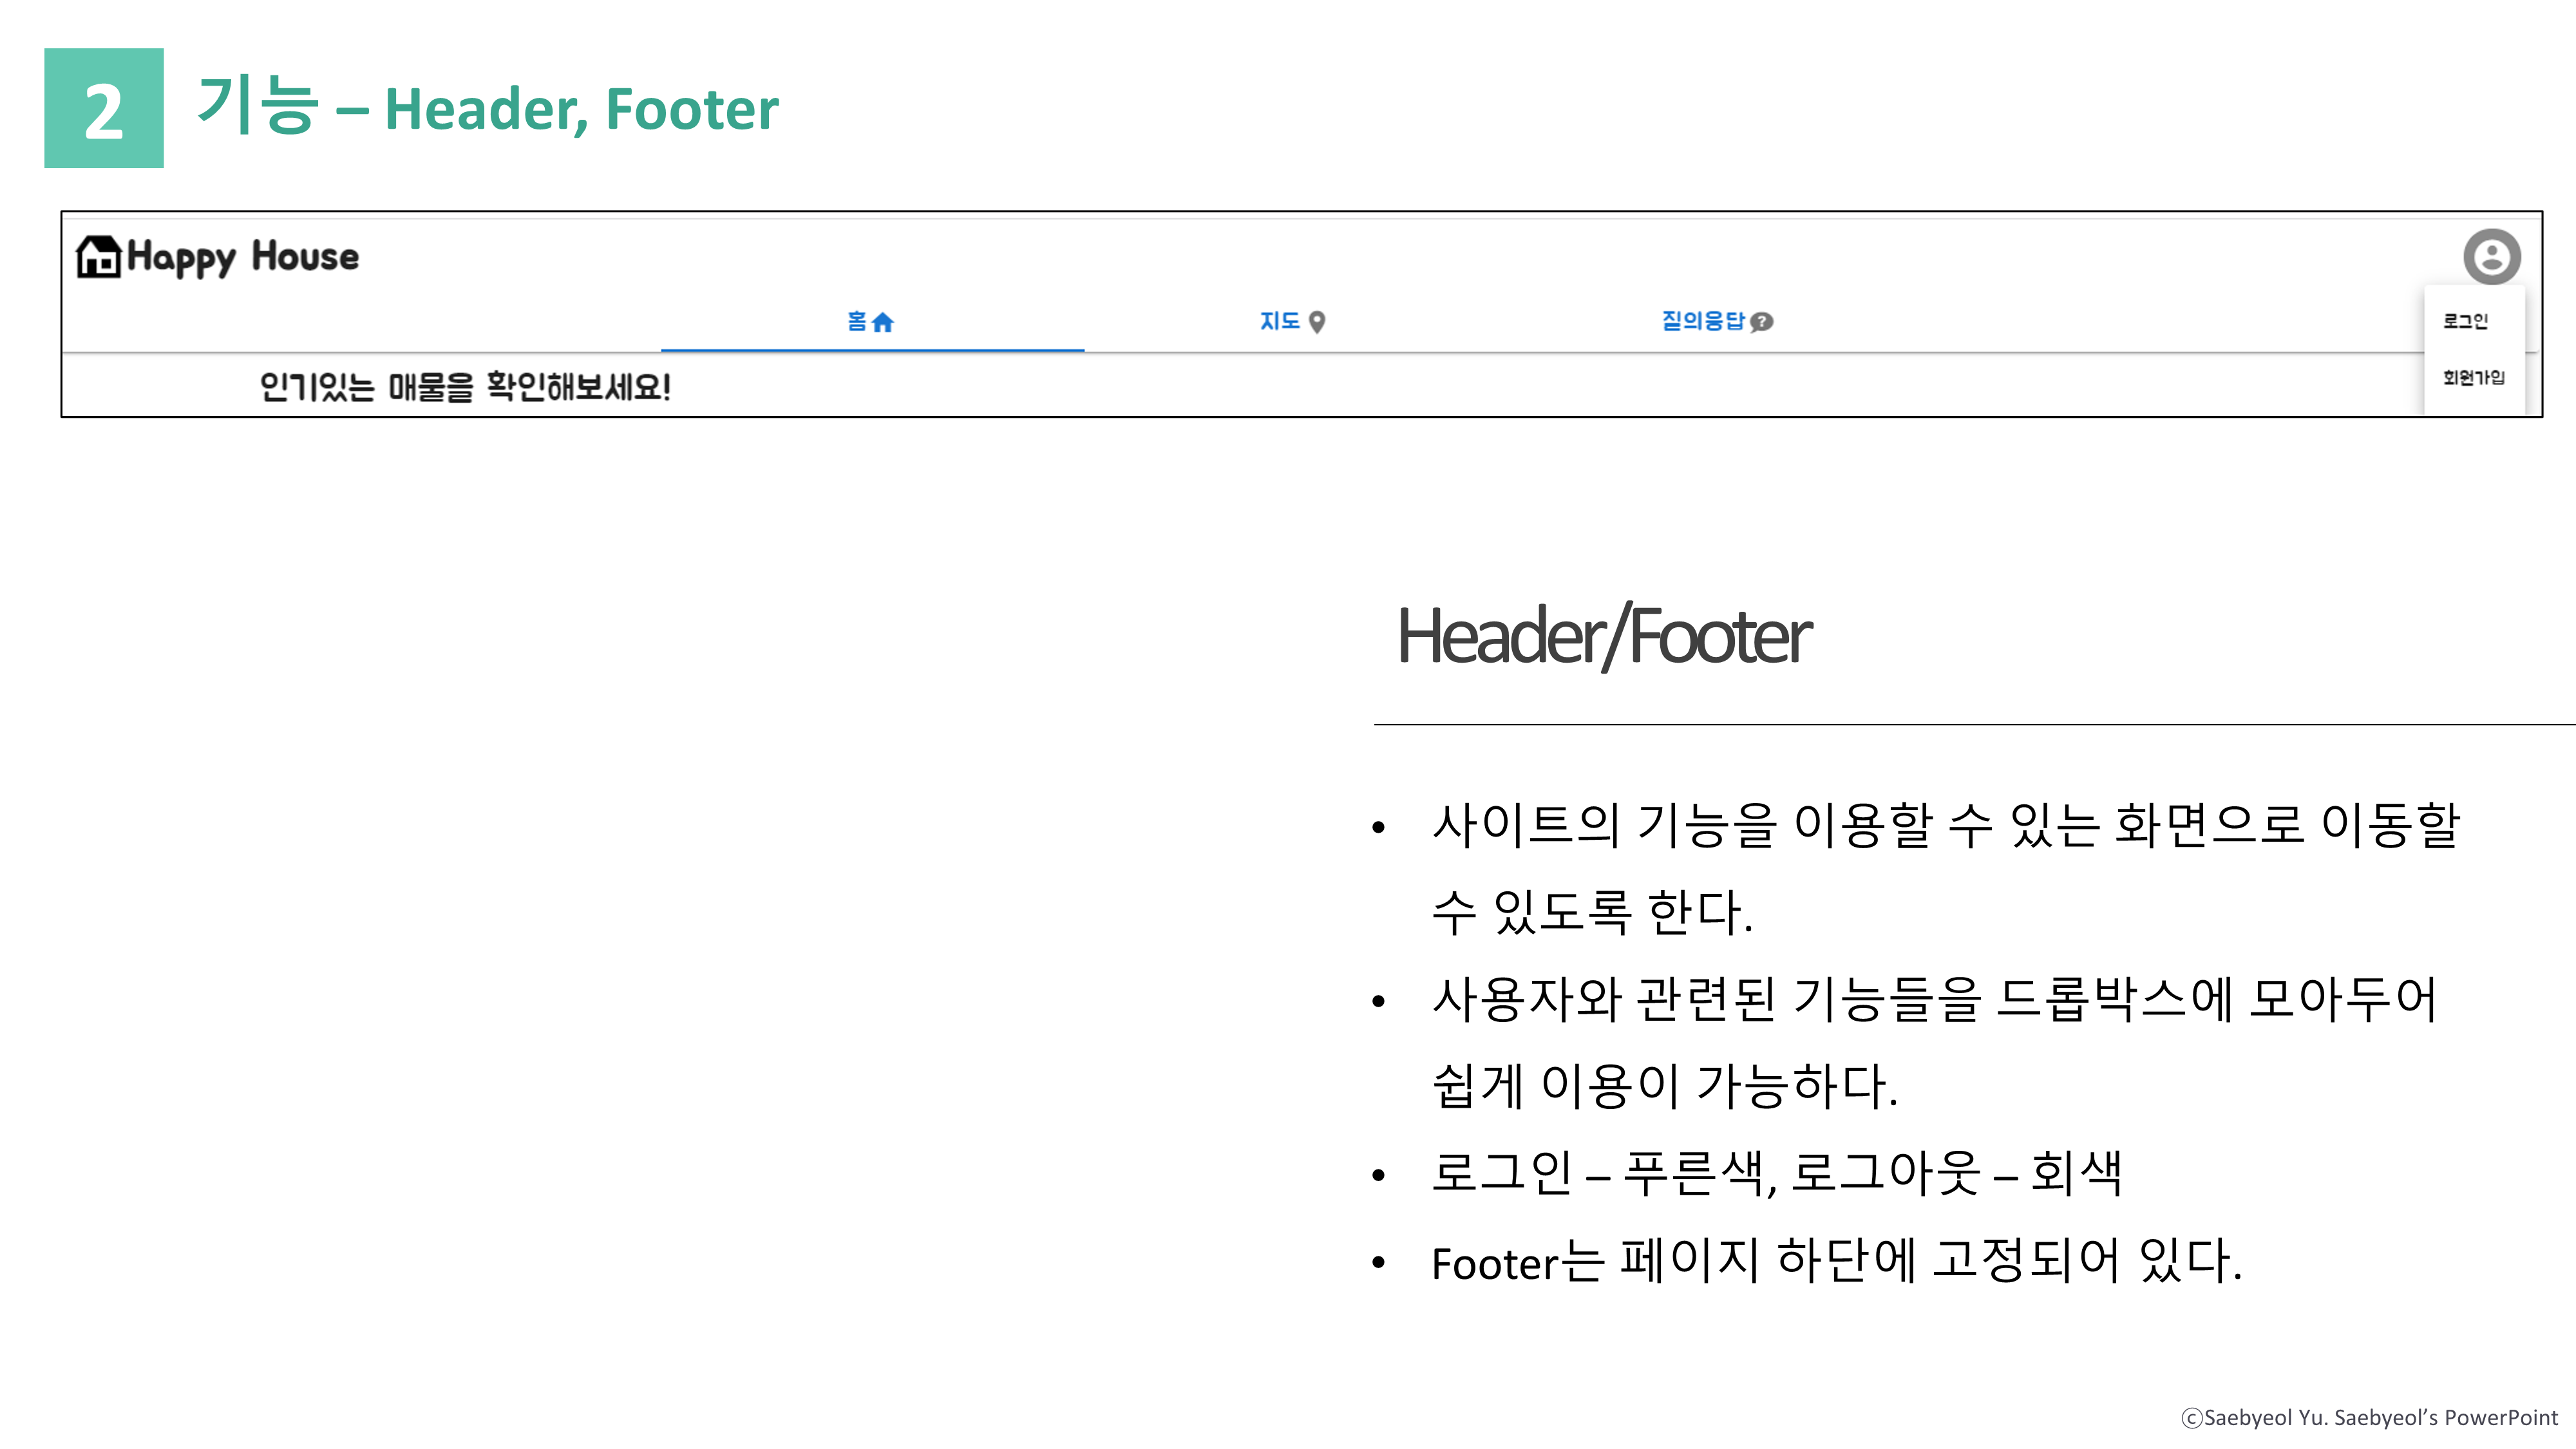 2
기능 – Header, Footer
Happy House
홈
지도
질의응답
로그인
회원가입
인기있는 매물을 확인해보세요!
Header/Footer
• 사이트의 기능을 이용할 수 있는 화면으로 이동할
수 있도록 한다.
• 사용자와 관련된 기능들을 드롭박스에 모아두어
쉽게 이용이 가능하다.
• 로그인 – 푸른색, 로그아웃 – 회색
• Footer는 페이지 하단에 고정되어 있다.
ⓒSaebyeol Yu. Saebyeol’s PowerPoint